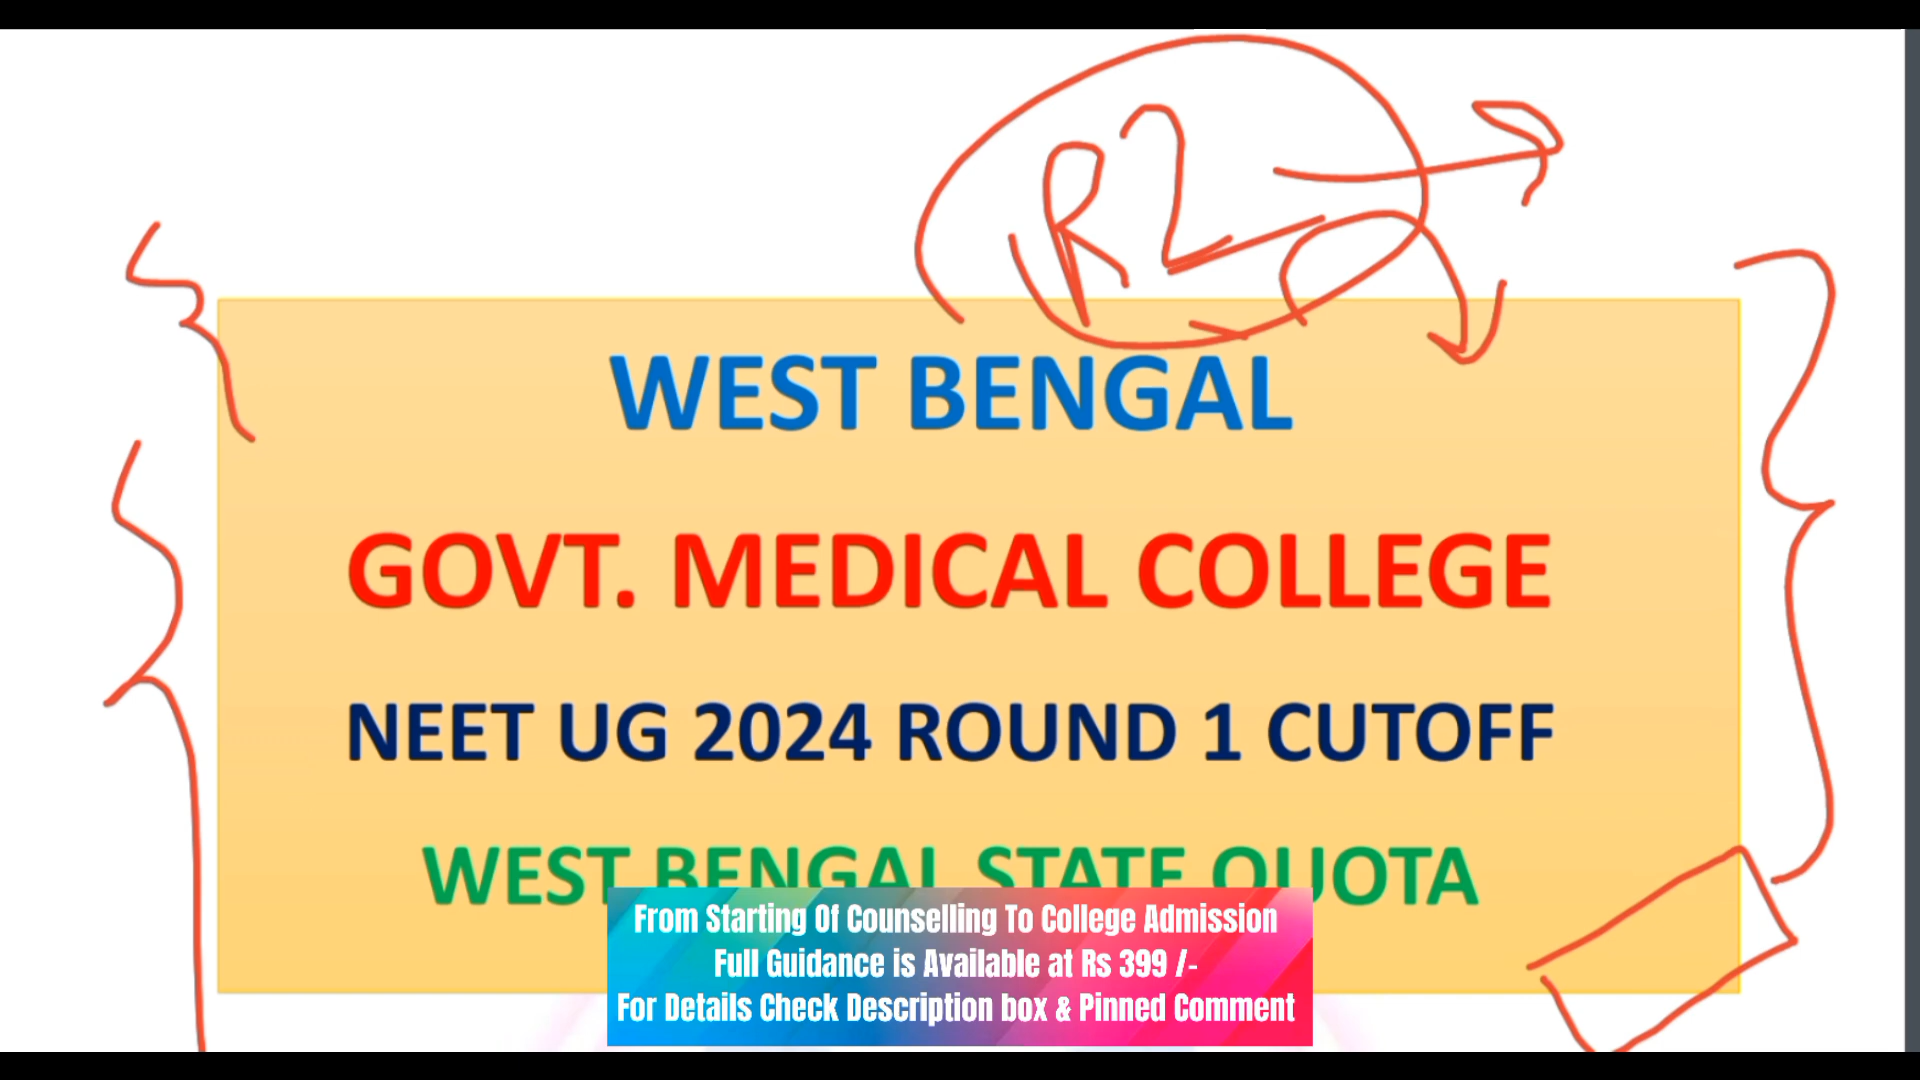 R2
WEST BENGAL
GOVT. MEDICAL COLLEGE
NEET UG 2024 ROUND 1 CUTOFF
WEST BENGAL STATE QUOTA
From Starting Of Counselling To College Admission
Full Guidance is Available at Rs 399 /-
For Details Check Description box & Pinned Comment